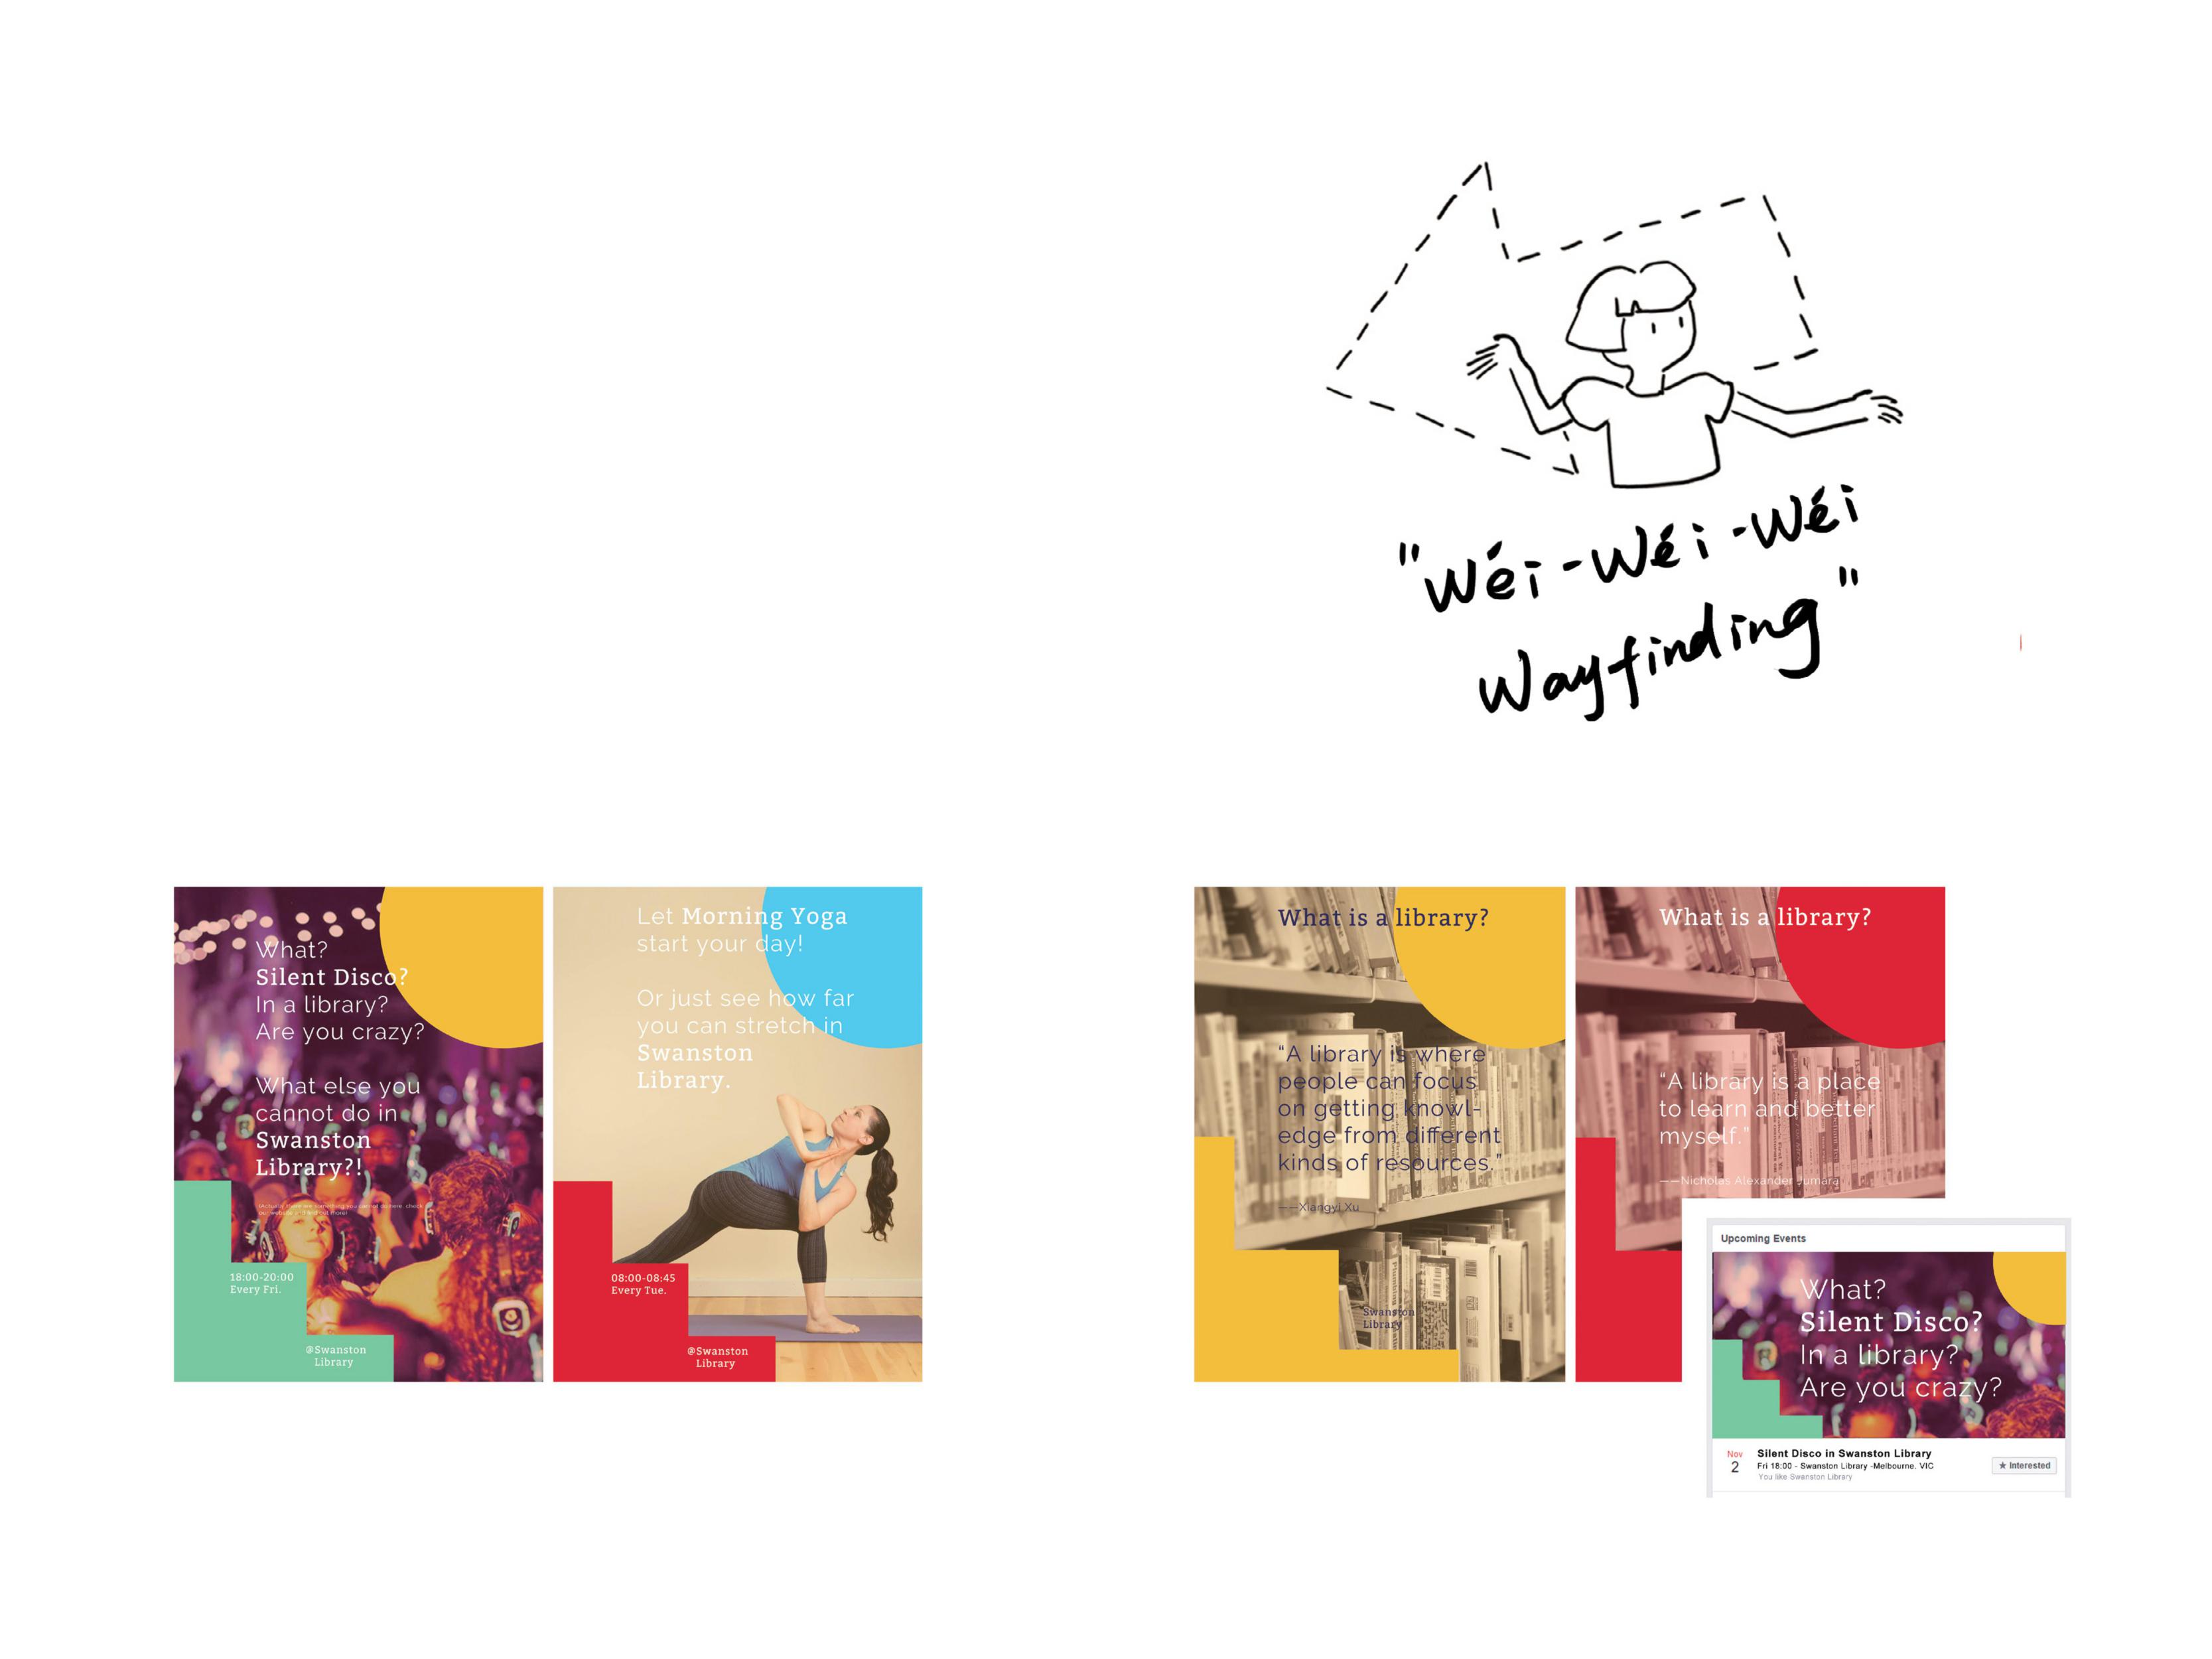 "Wéi-Wéi-Wéi
Wayfinding"
What?
Silent Disco?
In a library?
Are you crazy?
What else you
cannot do in
Swanston
Library?!
18:00-20:00
Every Fri.
@Swanston
Library
Let Morning Yoga
start your day!
Or just see how far
you can stretch in
Swanston
Library.
08:00-08:45
Every Tue.
@Swanston
Library
What is a library?
“A library is where
people can focus
on getting knowl-
edge from different
kinds of resources.”
——Xiangyi Xu
Swanston
Library
What is a library?
“A library is a place
to learn and better
myself.”
——Nicholas Alexander Jumara
Upcoming Events
What?
Silent Disco?
In a library?
Are you crazy?
Nov
2
Silent Disco in Swanston Library
Fri 18:00 - Swanston Library -Melbourne. VIC
You like Swanston Library
★ Interested